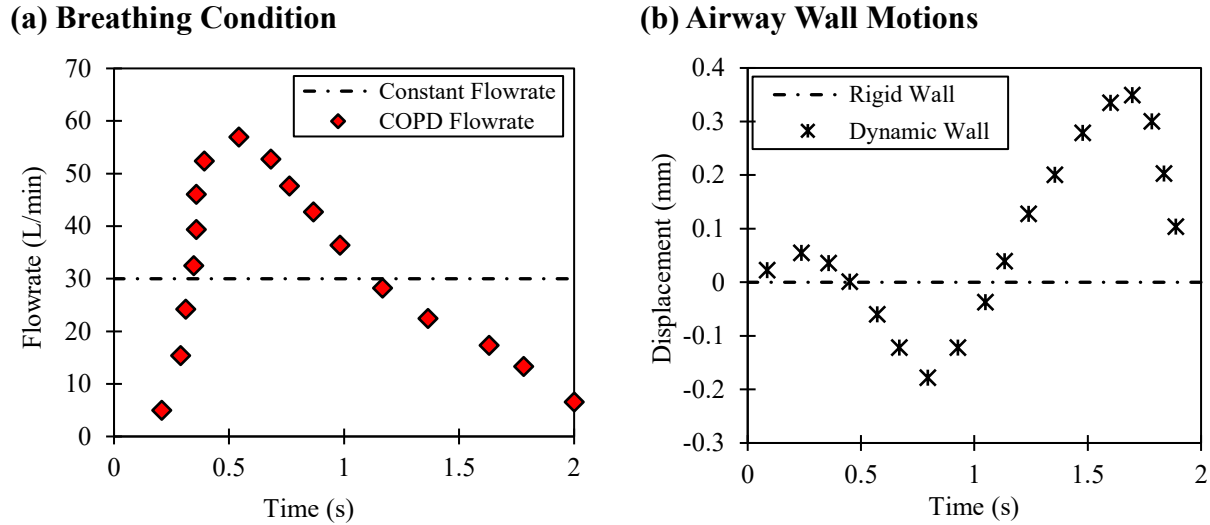 (a) Breathing Condition
70
60
50
40
30
20
10
0
Flowrate (L/min)
Constant Flowrate
COPD Flowrate
0
0.5
1
1.5
2
Time (s)
(b) Airway Wall Motions
0.4
0.3
0.2
0.1
0
-0.1
-0.2
-0.3
Displacement (mm)
Rigid Wall
Dynamic Wall
0
0.5
1
1.5
2
Time (s)